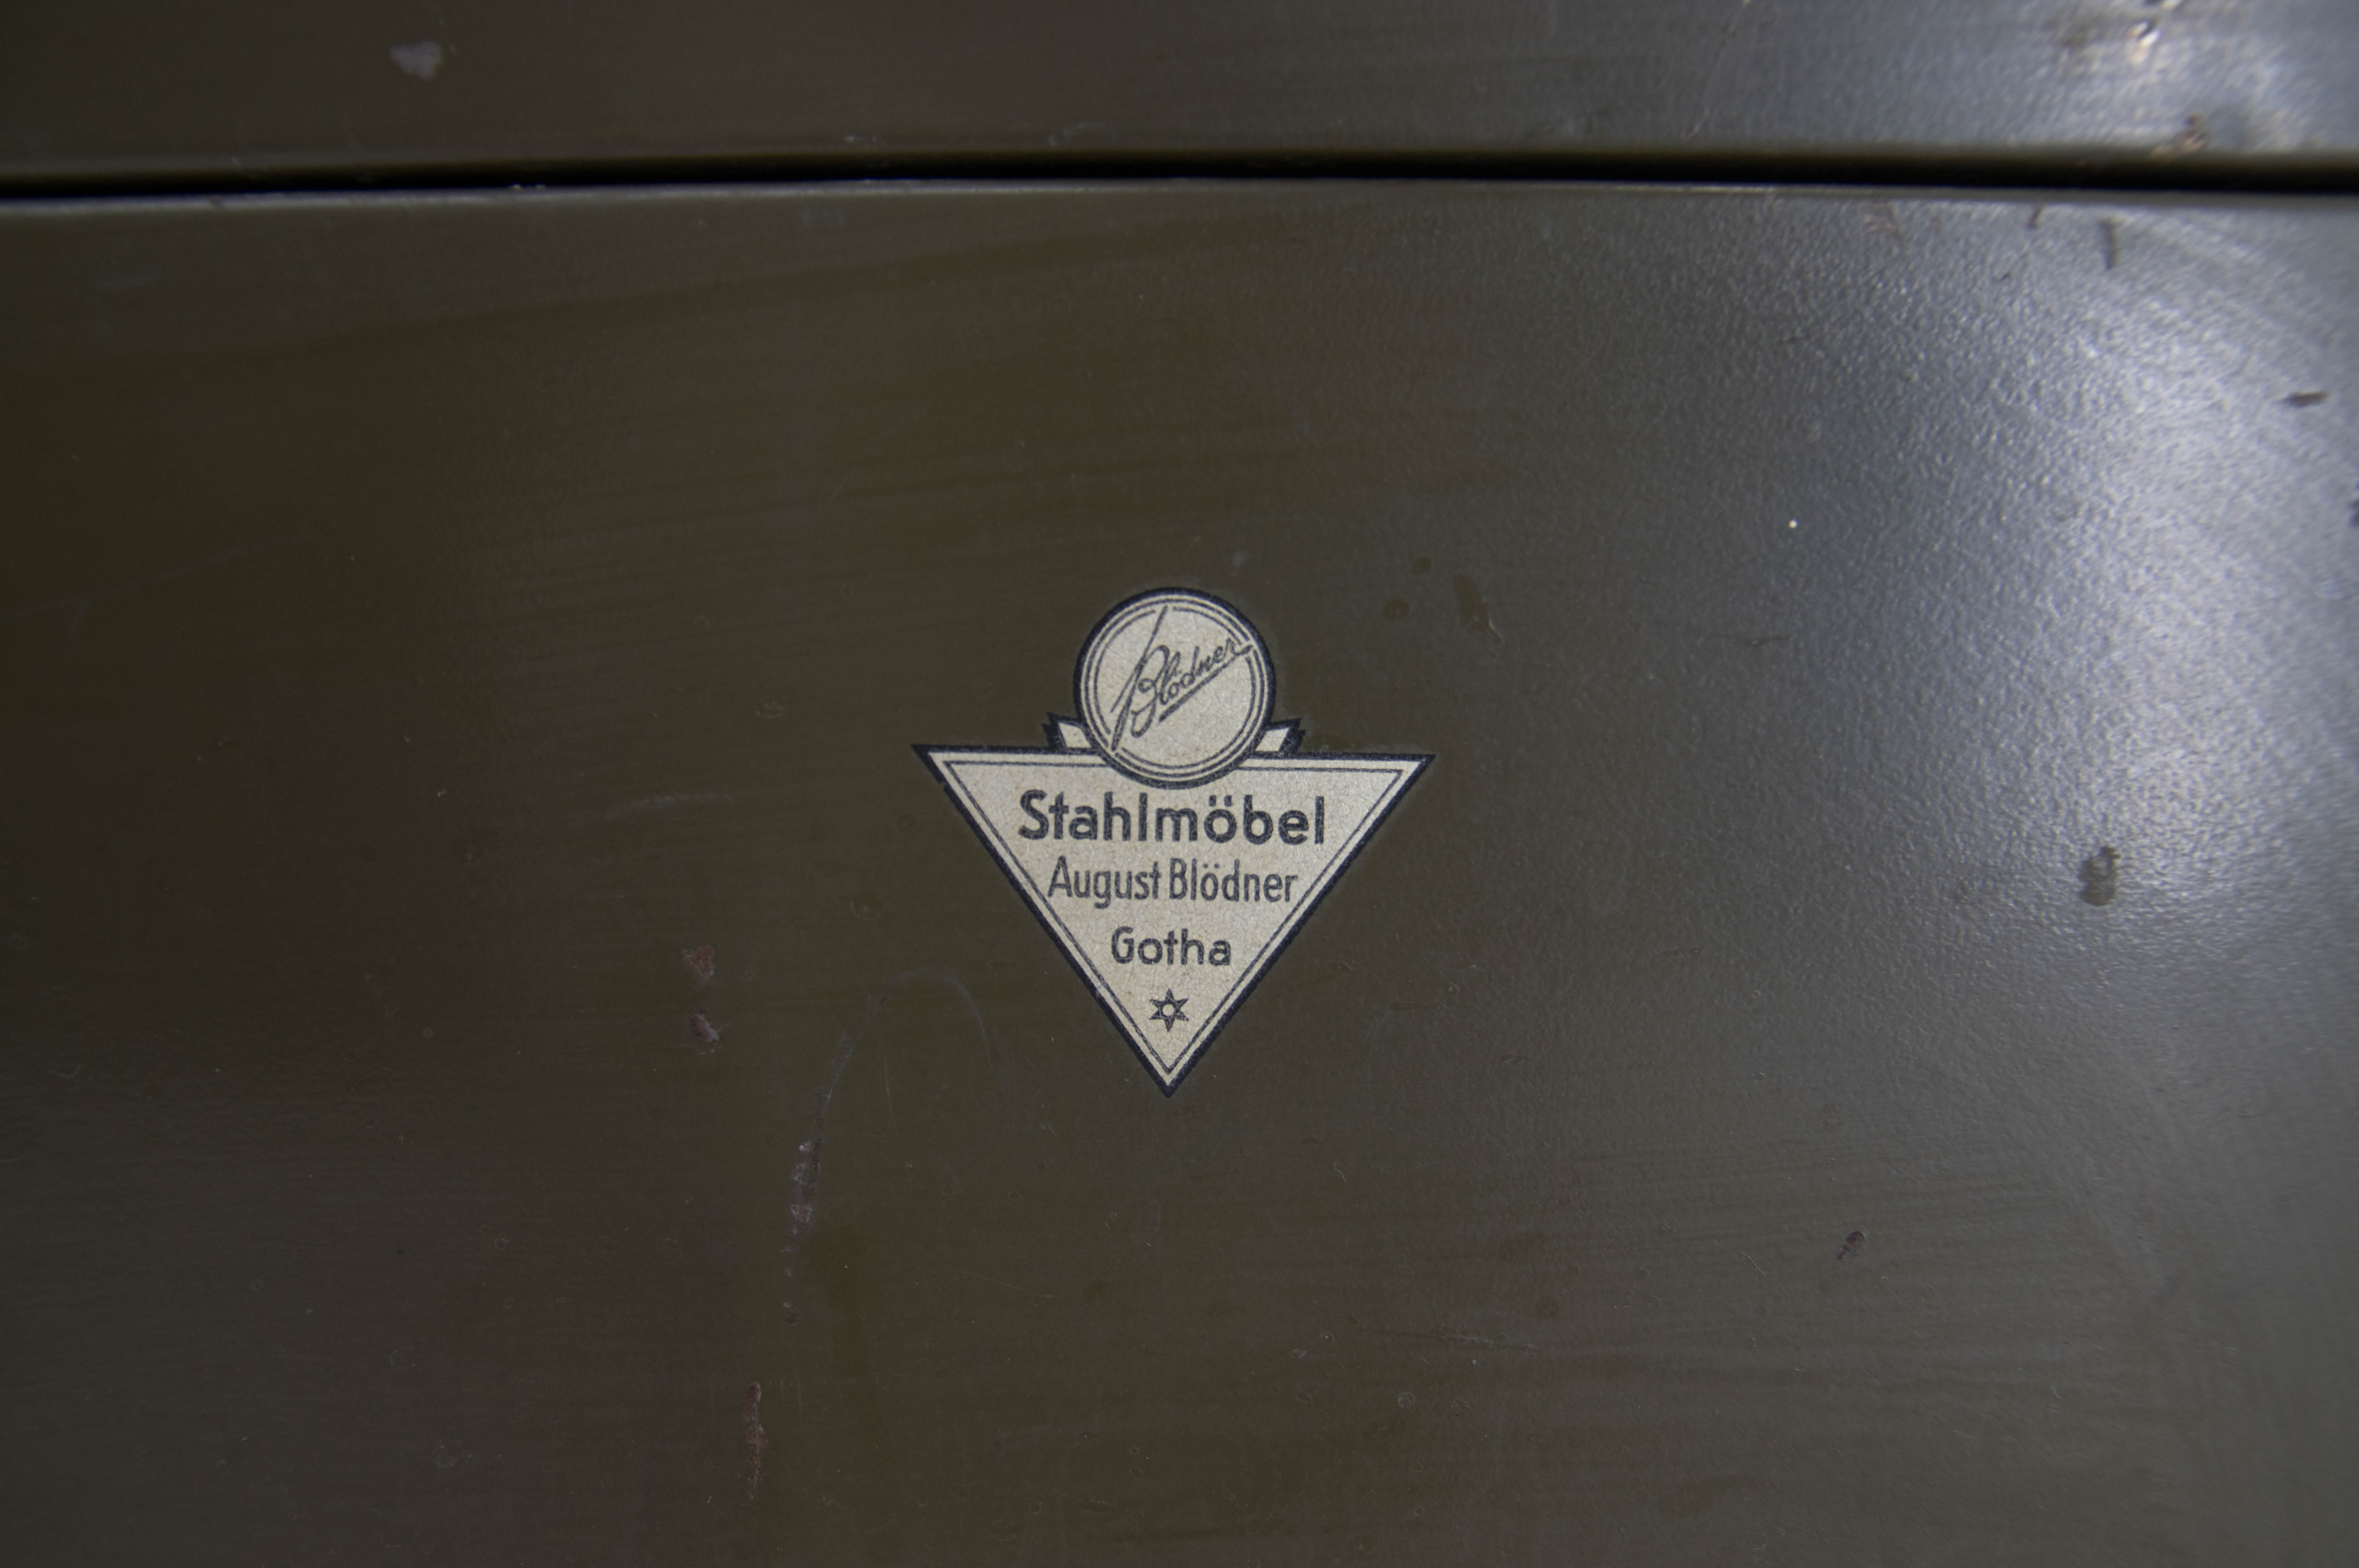 Blödner
Stahlmöbel
August Blödner
Gotha